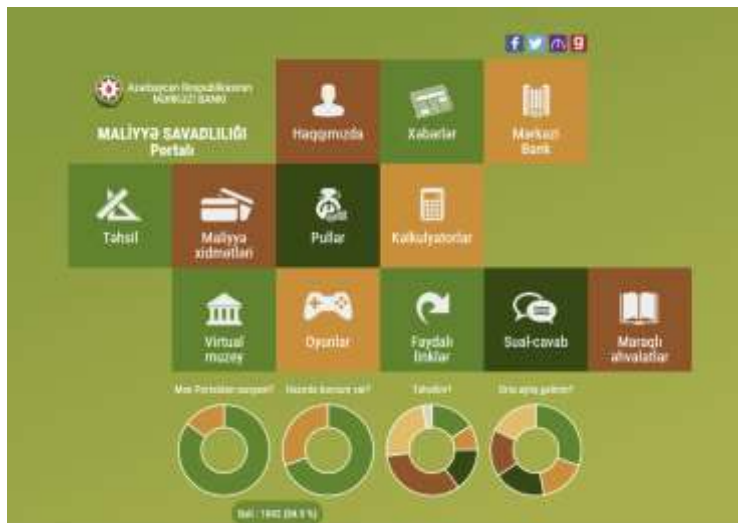 Azərbaycan Respublikasının
MƏRKƏZİ BANKI
MALİYYƏ SAVADLILIĞI
Portalı
Haqqımızda
Xəbərlər
Mərkəzi
Bank
Təhsil
Maliyyə
xidmətləri
Pullar
Kalkulyatorlar
Virtual
muzey
Oyunlar
Faydalı
linklər
Sual-cavab
Maraqlı
əhvalatlar
Təhsiliniz?